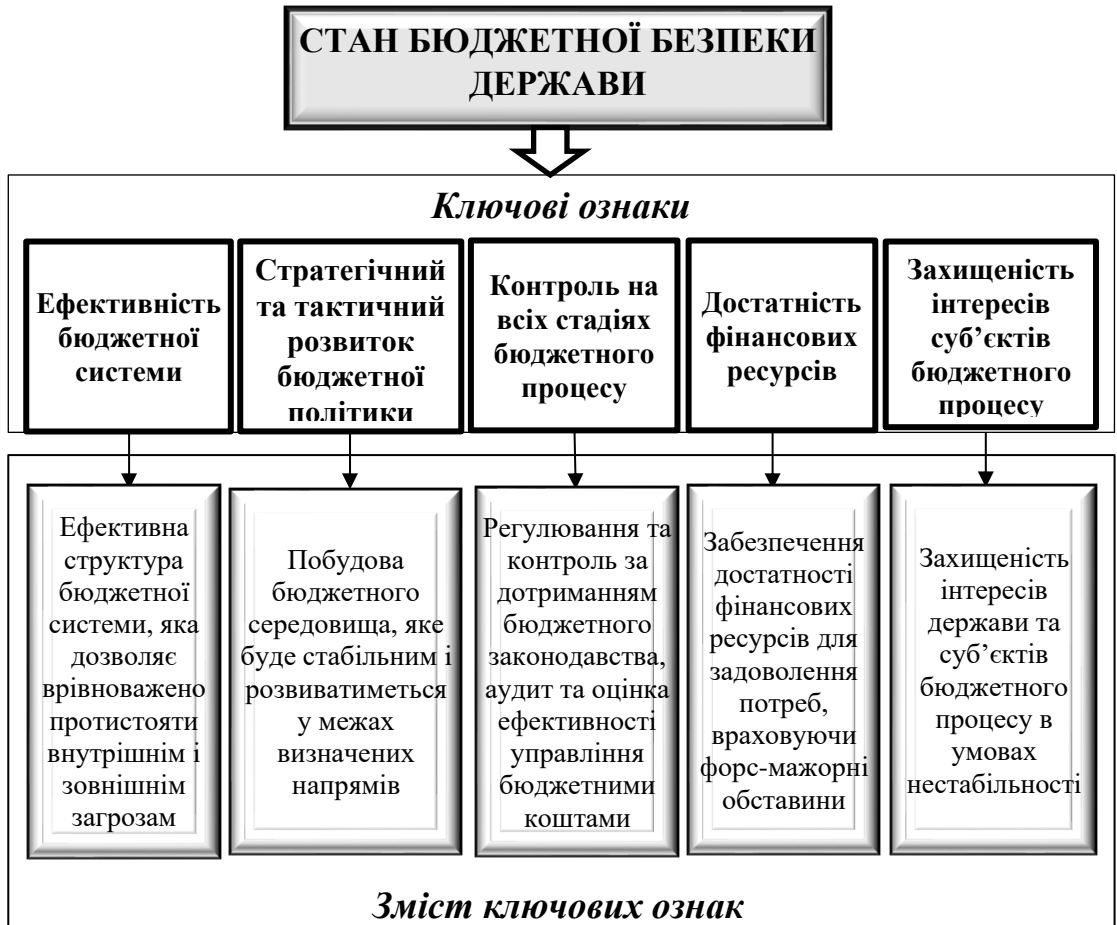 СТАН БЮДЖЕТНОЇ БЕЗПЕКИ
ДЕРЖАВИ
Ключові ознаки
Ефективність
бюджетної
системи
Стратегічний
та тактичний
розвиток
бюджетної
політики
Контроль на
всіх стадіях
бюджетного
процесу
Достатність
фінансових
ресурсів
Захищеність
інтересів
суб’єктів
бюджетного
процесу
Ефективна
структура
бюджетної
системи, яка
дозволяє
врівноважено
протистояти
внутрішнім і
зовнішнім
загрозам
Побудова
бюджетного
середовища, яке
буде стабільним і
розвиватиметься
у межах
визначених
напрямів
Регулювання та
контроль за
дотриманням
бюджетного
законодавства,
аудит та оцінка
ефективності
управління
бюджетними
коштами
Забезпечення
достатності
фінансових
ресурсів для
задоволення
потреб,
враховуючи
форс-мажорні
обставини
Захищеність
інтересів
держави та
суб’єктів
бюджетного
процесу в
умовах
нестабільності
Зміст ключових ознак